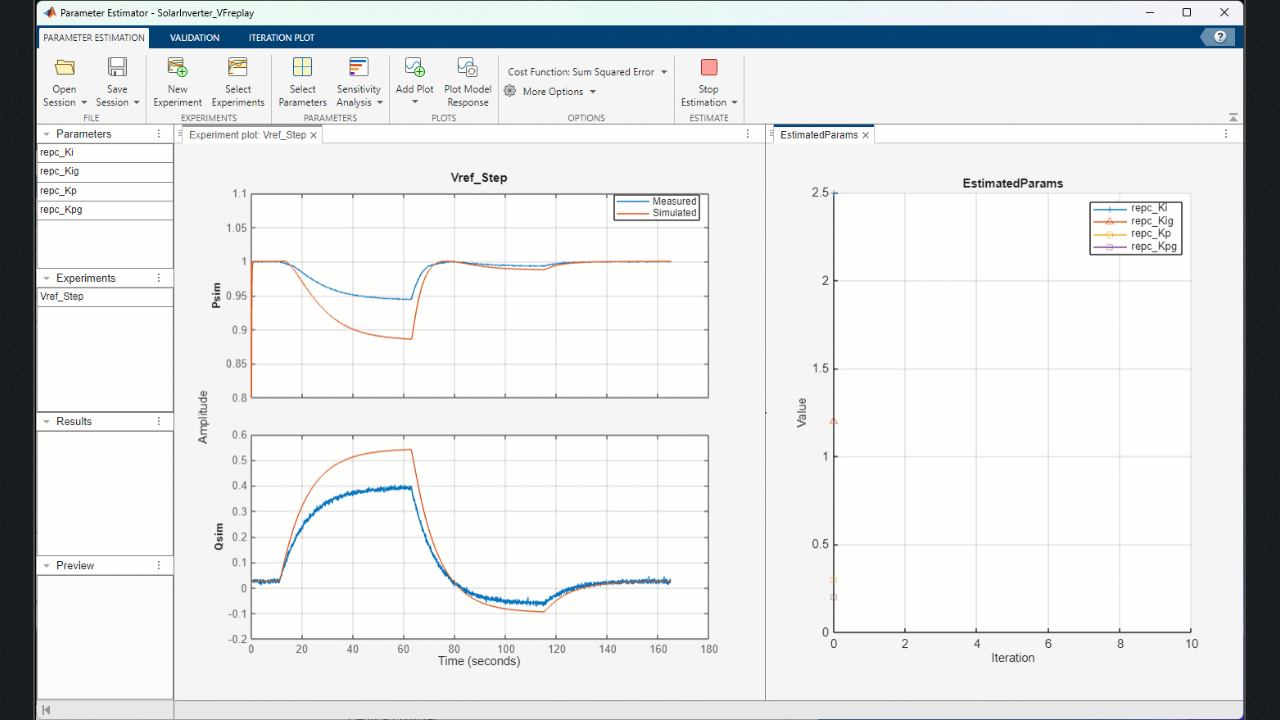 Parameter Estimator - SolarInverter_VFreplay
PARAMETER ESTIMATION VALIDATION ITERATION PLOT
?
Open Session
Save Session
New Experiment
Select Experiments
Select Parameters
Sensitivity Analysis
Add Plot
Plot Model Response
Cost Function: Sum Squared Error
More Options
Stop Estimation
FILE EXPERIMENTS PARAMETERS PLOTS OPTIONS ESTIMATE
Parameters
repc_Ki
repc_Kig
repc_Kp
repc_Kpg
Experiments
Vref_Step
Results
Preview
Experiment plot: Vref_Step
Vref_Step
Measured
Simulated
1.1
1.05
1
0.95
0.9
0.85
0.8
Psim
Amplitude
0.6
0.5
0.4
0.3
0.2
0.1
0
-0.1
-0.2
Qsim
0 20 40 60 80 100 120 140 160 180
Time (seconds)
EstimatedParams
EstimatedParams
repc_Ki
repc_Kig
repc_Kp
repc_Kpg
2.5
2
1.5
1
0.5
0
Value
0 2 4 6 8 10
Iteration